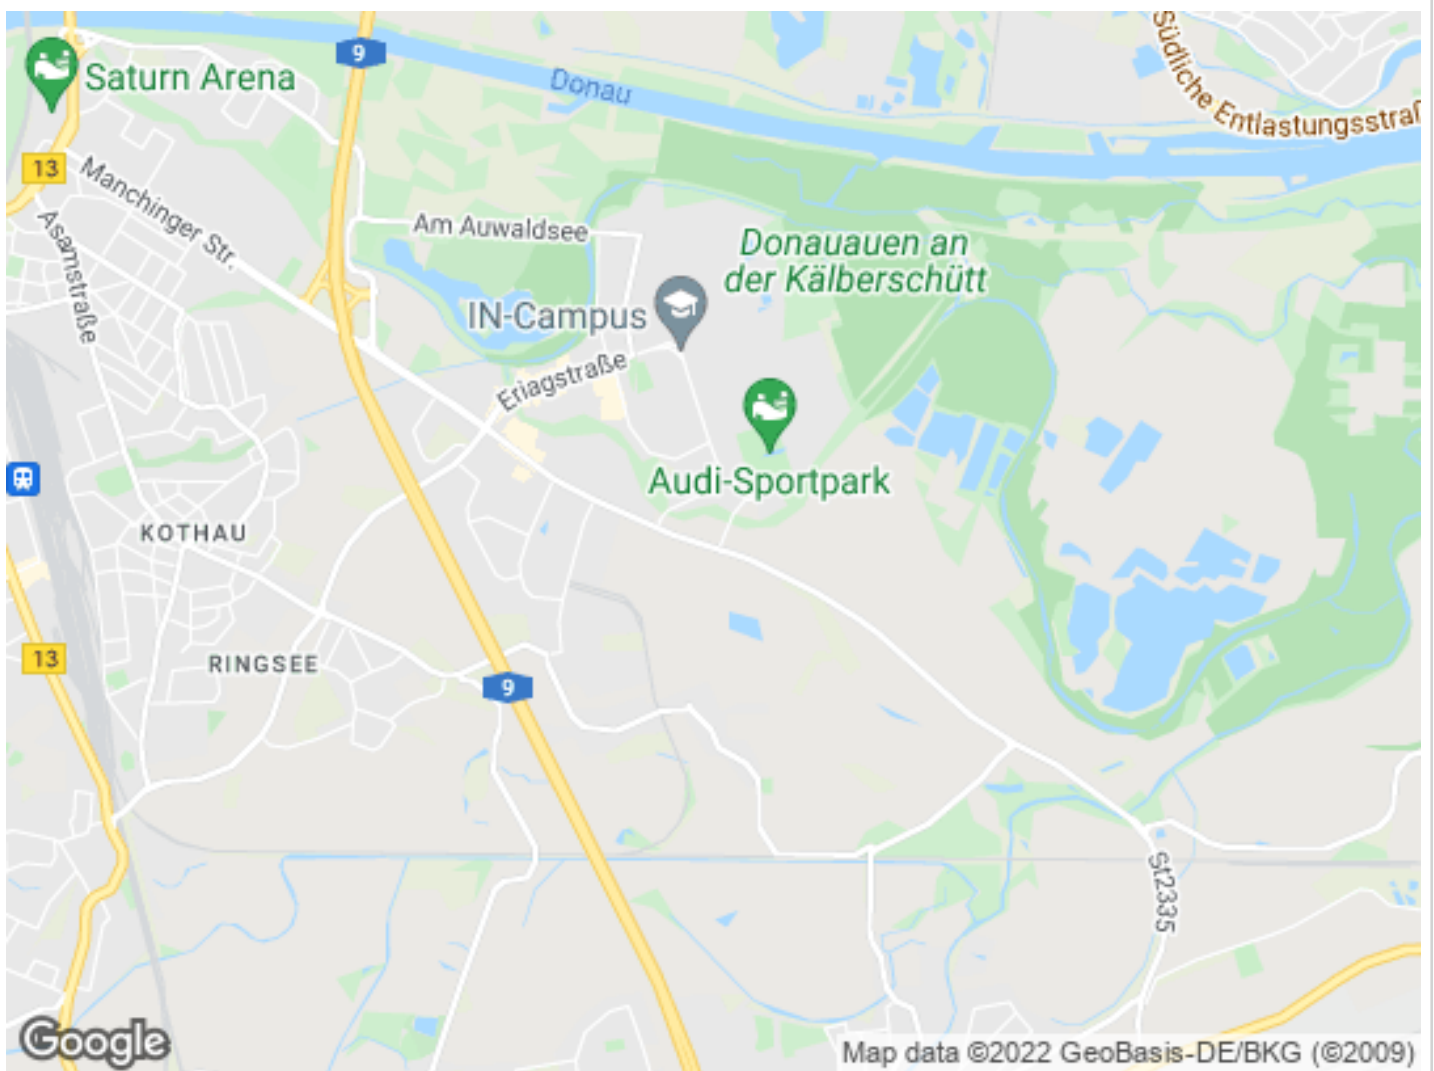 Saturn Arena
9
Donau
Südliche Entlastungsstraß
13
Manchinger Str.
Asamstraße
Am Auwaldsee
Donauauen an
der Kälberschütt
IN-Campus
Eriagstraße
Audi-Sportpark
KOTHAU
13
RINGSEE
9
St2335
Google
Map data ©2022 GeoBasis-DE/BKG (©2009)